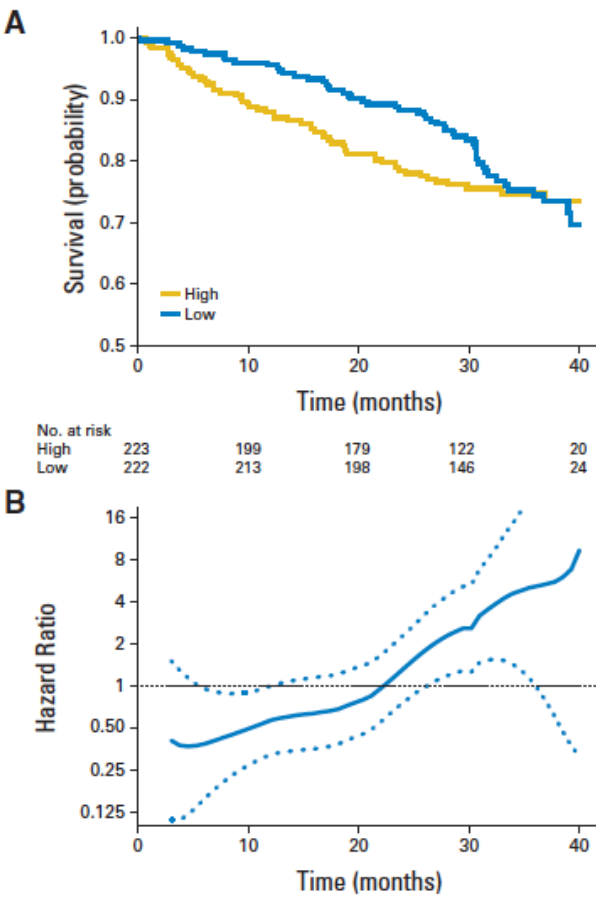 A
Survival (probability)
1.0
0.9
0.8
0.7
0.6
0.5
High
Low
0 10 20 30 40
Time (months)
No. at risk
High 223 199 179 122 20
Low 222 213 198 146 24
B
Hazard Ratio
16
8
4
2
1
0.50
0.25
0.125
0 10 20 30 40
Time (months)